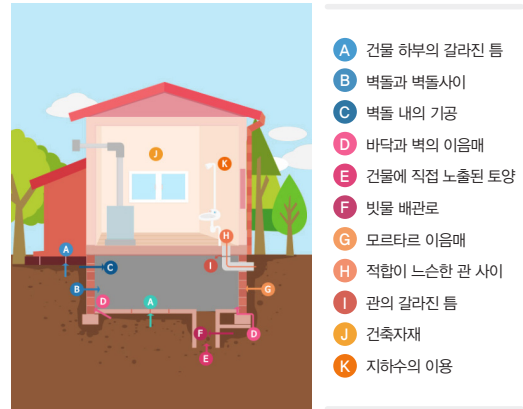 A 건물 하부의 갈라진 틈
B 벽돌과 벽돌사이
C 벽돌 내의 기공
D 바닥과 벽의 이음매
E 건물에 직접 노출된 토양
F 빗물 배관로
G 모르타르 이음매
H 적합이 느슨한 관 사이
I 관의 갈라진 틈
J 건축자재
K 지하수의 이용
J
K
H
A
C
I
B
G
D
A
F
D
E